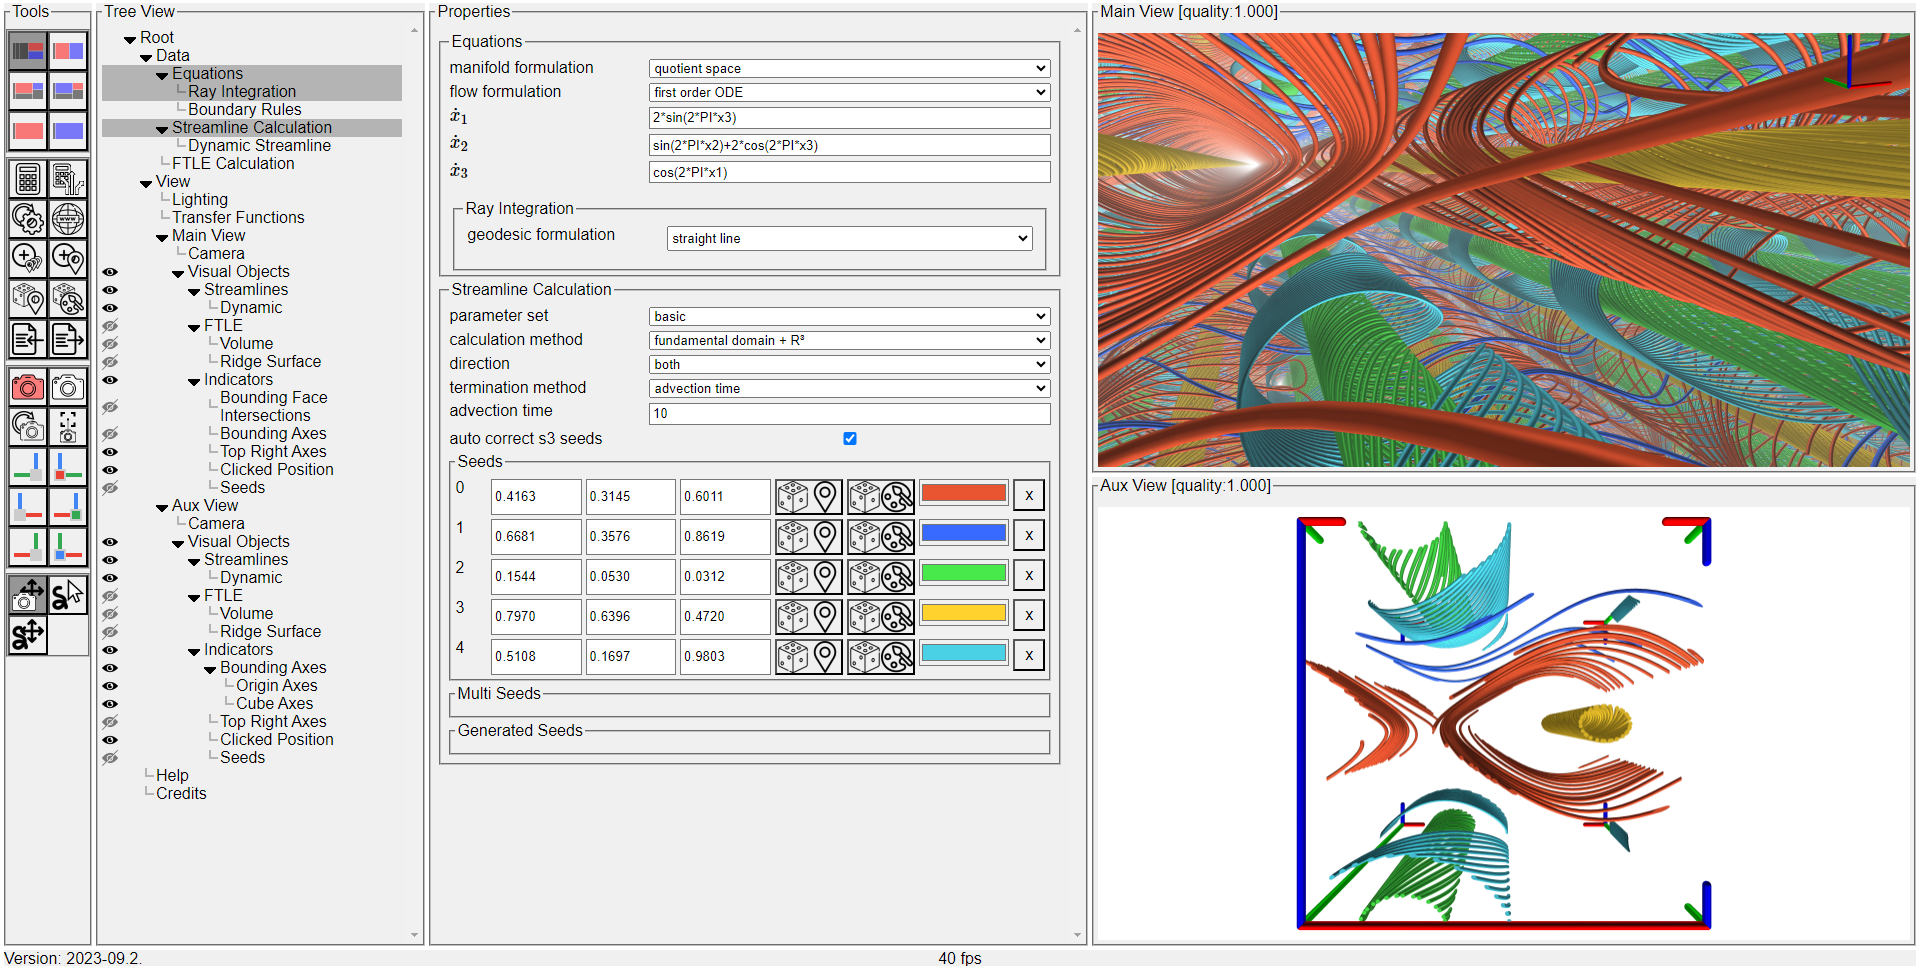 Tools
Tree View
Root
Data
Equations
Ray Integration
Boundary Rules
Streamline Calculation
Dynamic Streamline
FTLE Calculation
View
Lighting
Transfer Functions
Main View
Camera
Visual Objects
Streamlines
Dynamic
FTLE
Volume
Ridge Surface
Indicators
Bounding Face
Intersections
Bounding Axes
Top Right Axes
Clicked Position
Seeds
Aux View
Camera
Visual Objects
Streamlines
Dynamic
FTLE
Volume
Ridge Surface
Indicators
Bounding Axes
Origin Axes
Cube Axes
Top Right Axes
Clicked Position
Seeds
Help
Credits
Properties
Equations
manifold formulation quotient space
flow formulation first order ODE
ẋ₁ 2*sin(2*PI*x3)
ẋ₂ sin(2*PI*x2)+2*cos(2*PI*x3)
ẋ₃ cos(2*PI*x1)
Ray Integration
geodesic formulation straight line
Streamline Calculation
parameter set basic
calculation method fundamental domain + R³
direction both
termination method advection time
advection time 10
auto correct s3 seeds
Seeds
0 0.4163 0.3145 0.6011 x
1 0.6681 0.3576 0.8619 x
2 0.1544 0.0530 0.0312 x
3 0.7970 0.6396 0.4720 x
4 0.5108 0.1697 0.9803 x
Multi Seeds
Generated Seeds
Main View [quality:1.000]
Aux View [quality:1.000]
Version: 2023-09.2.
40 fps